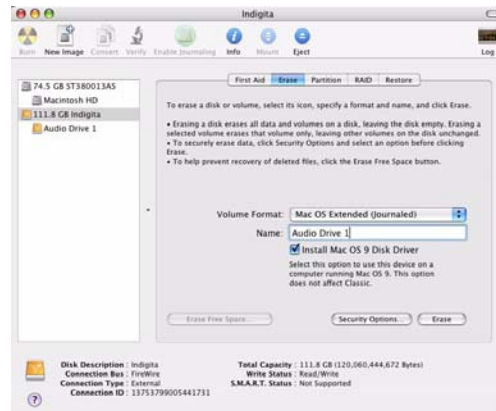 Indigita
Burn New Image Convert Verify Enable Journaling Info Mount Eject Log
74.5 GB ST380013AS
Macintosh HD
111.8 GB Indigita
Audio Drive 1
First Aid Erase Partition RAID Restore
To erase a disk or volume, select its icon, specify a format and name, and click Erase.
• Erasing a disk erases all data and volumes on a disk, leaving the disk empty. Erasing a
selected volume erases that volume only, leaving other volumes on the disk unchanged.
• To securely erase data, click Security Options and select an option before clicking
Erase.
• To help prevent recovery of deleted files, click the Erase Free Space button.
Volume Format: Mac OS Extended (Journaled)
Name: Audio Drive 1
Install Mac OS 9 Disk Driver
Select this option to use this device on a
computer running Mac OS 9. This option
does not affect Classic.
Erase Free Space... Security Options... Erase
Disk Description : Indigita
Connection Bus : FireWire
Connection Type : External
Connection ID : 13753799005441731
Total Capacity : 111.8 GB (120,060,444,672 Bytes)
Write Status : Read/Write
S.M.A.R.T. Status : Not Supported
?